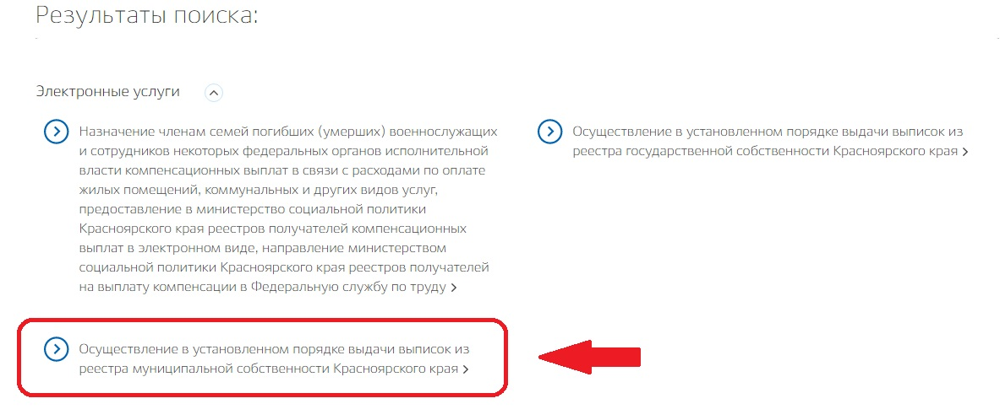 Результаты поиска:
Электронные услуги
Назначение членам семей погибших (умерших) военнослужащих
и сотрудников некоторых федеральных органов исполнительной
власти компенсационных выплат в связи с расходами по оплате
жилых помещений, коммунальных и других видов услуг,
предоставление в министерство социальной политики
Красноярского края реестров получателей компенсационных
выплат в электронном виде, направление министерством
социальной политики Красноярского края реестров получателей
на выплату компенсации в Федеральную службу по труду
Осуществление в установленном порядке выдачи выписок из
реестра государственной собственности Красноярского края
Осуществление в установленном порядке выдачи выписок из
реестра муниципальной собственности Красноярского края